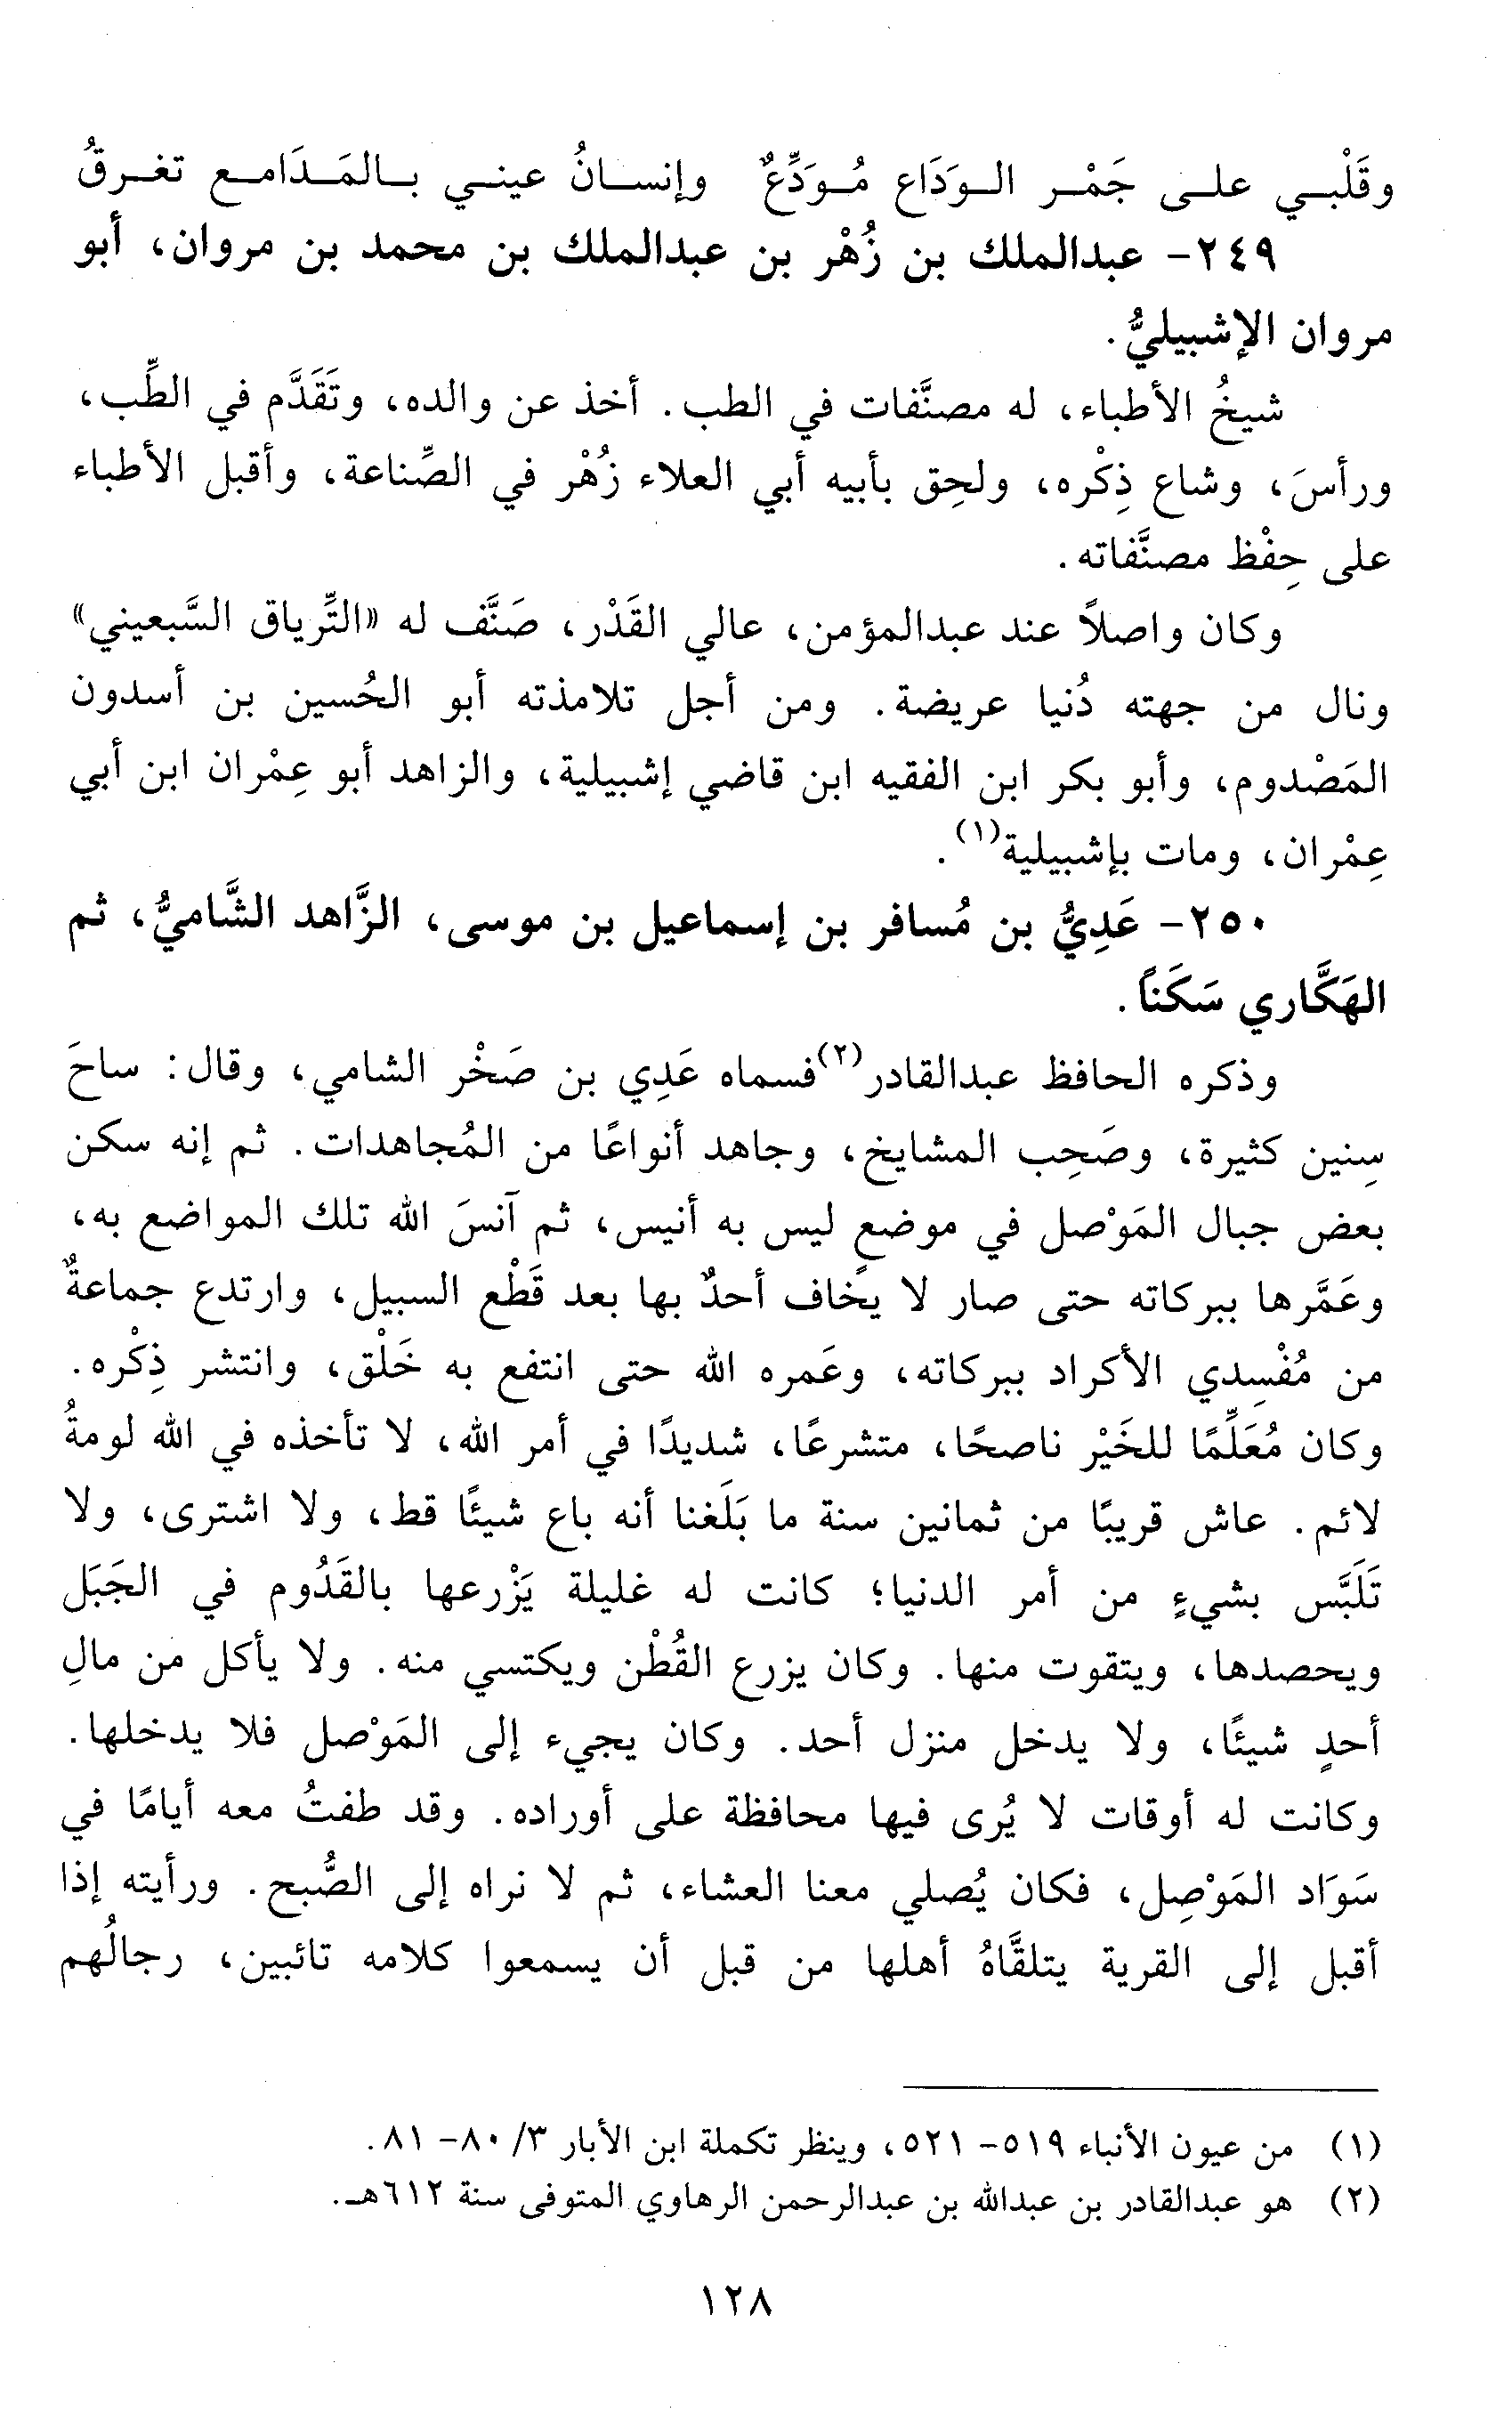 وقَلْبـي علـى جَمْـر الـوَدَاع مُـودَِّعٌ وإنسـانُ عينـي بـالمَـدَامـع تغـرقُ
٢٤٩- عبدالملك بن زُهْر بن عبدالملك بن محمد بن مروان، أبو
مروان الإشبيليُّ.
شيخُ الأطباء، له مصنَّفات في الطب. أخذ عن والده، وتَقَدَّم في الطِّب،
ورأسَ، وشاع ذِكْره، ولحِق بأبيه أبي العلاء زُهْر في الصِّناعة، وأقبل الأطباء
على حِفْظ مصنَّفاته.
وكان واصلاً عند عبدالمؤمن، عالي القَدْر، صَنَّف له «التِّرياق السَّبعيني»
ونال من جهته دُنيا عريضة. ومن أجل تلامذته أبو الحُسين بن أسدون
المَصْدوم، وأبو بكر ابن الفقيه ابن قاضي إشبيلية، والزاهد أبو عِمْران ابن أبي
عِمْران، ومات بإشبيلية(١).
٢٥٠- عَدِيُّ بن مُسافر بن إسماعيل بن موسى، الزَّاهد الشَّاميُّ، ثم
الهَكَّاري سَكَناً.
وذكره الحافظ عبدالقادر(٢)فسماه عَدِي بن صَخْر الشامي، وقال: ساحَ
سِنين كثيرة، وصَحِب المشايخ، وجاهد أنواعًا من المُجاهدات. ثم إنه سكن
بعض جبال المَوْصل في موضعٍ ليس به أنيس، ثم آنسَ الله تلك المواضع به،
وعَمَّرها ببركاته حتى صار لا يخاف أحدٌ بها بعد قَطْع السبيل، وارتدع جماعةٌ
من مُفْسِدي الأكراد ببركاته، وعَمره الله حتى انتفع به خَلْق، وانتشر ذِكْره.
وكان مُعَلِّمًا للخَيْر ناصحًا، متشرعًا، شديدًا في أمر الله، لا تأخذه في الله لومةُ
لائم. عاش قريبًا من ثمانين سنة ما بَلَغنا أنه باع شيئًا قط، ولا اشترى، ولا
تَلَبَّس بشيءٍ من أمر الدنيا؛ كانت له غليلة يَزْرعها بالقَدُوم في الجَبَل
ويحصدها، ويتقوت منها. وكان يزرع القُطْن ويكتسي منه. ولا يأكل من مالِ
أحدٍ شيئًا، ولا يدخل منزل أحد. وكان يجيء إلى المَوْصل فلا يدخلها.
وكانت له أوقات لا يُرى فيها محافظة على أوراده. وقد طفتُ معه أيامًا في
سَوَاد المَوْصِل، فكان يُصلي معنا العشاء، ثم لا نراه إلى الصُّبح. ورأيته إذا
أقبل إلى القرية يتلقَّاهُ أهلها من قبل أن يسمعوا كلامه تائبين، رجالُهم
(١) من عيون الأنباء ٥١٩- ٥٢١، وينظر تكملة ابن الأبار ٣/ ٨٠- ٨١.
(٢) هو عبدالقادر بن عبدالله بن عبدالرحمن الرهاوي المتوفى سنة ٦١٢هـ.
١٢٨